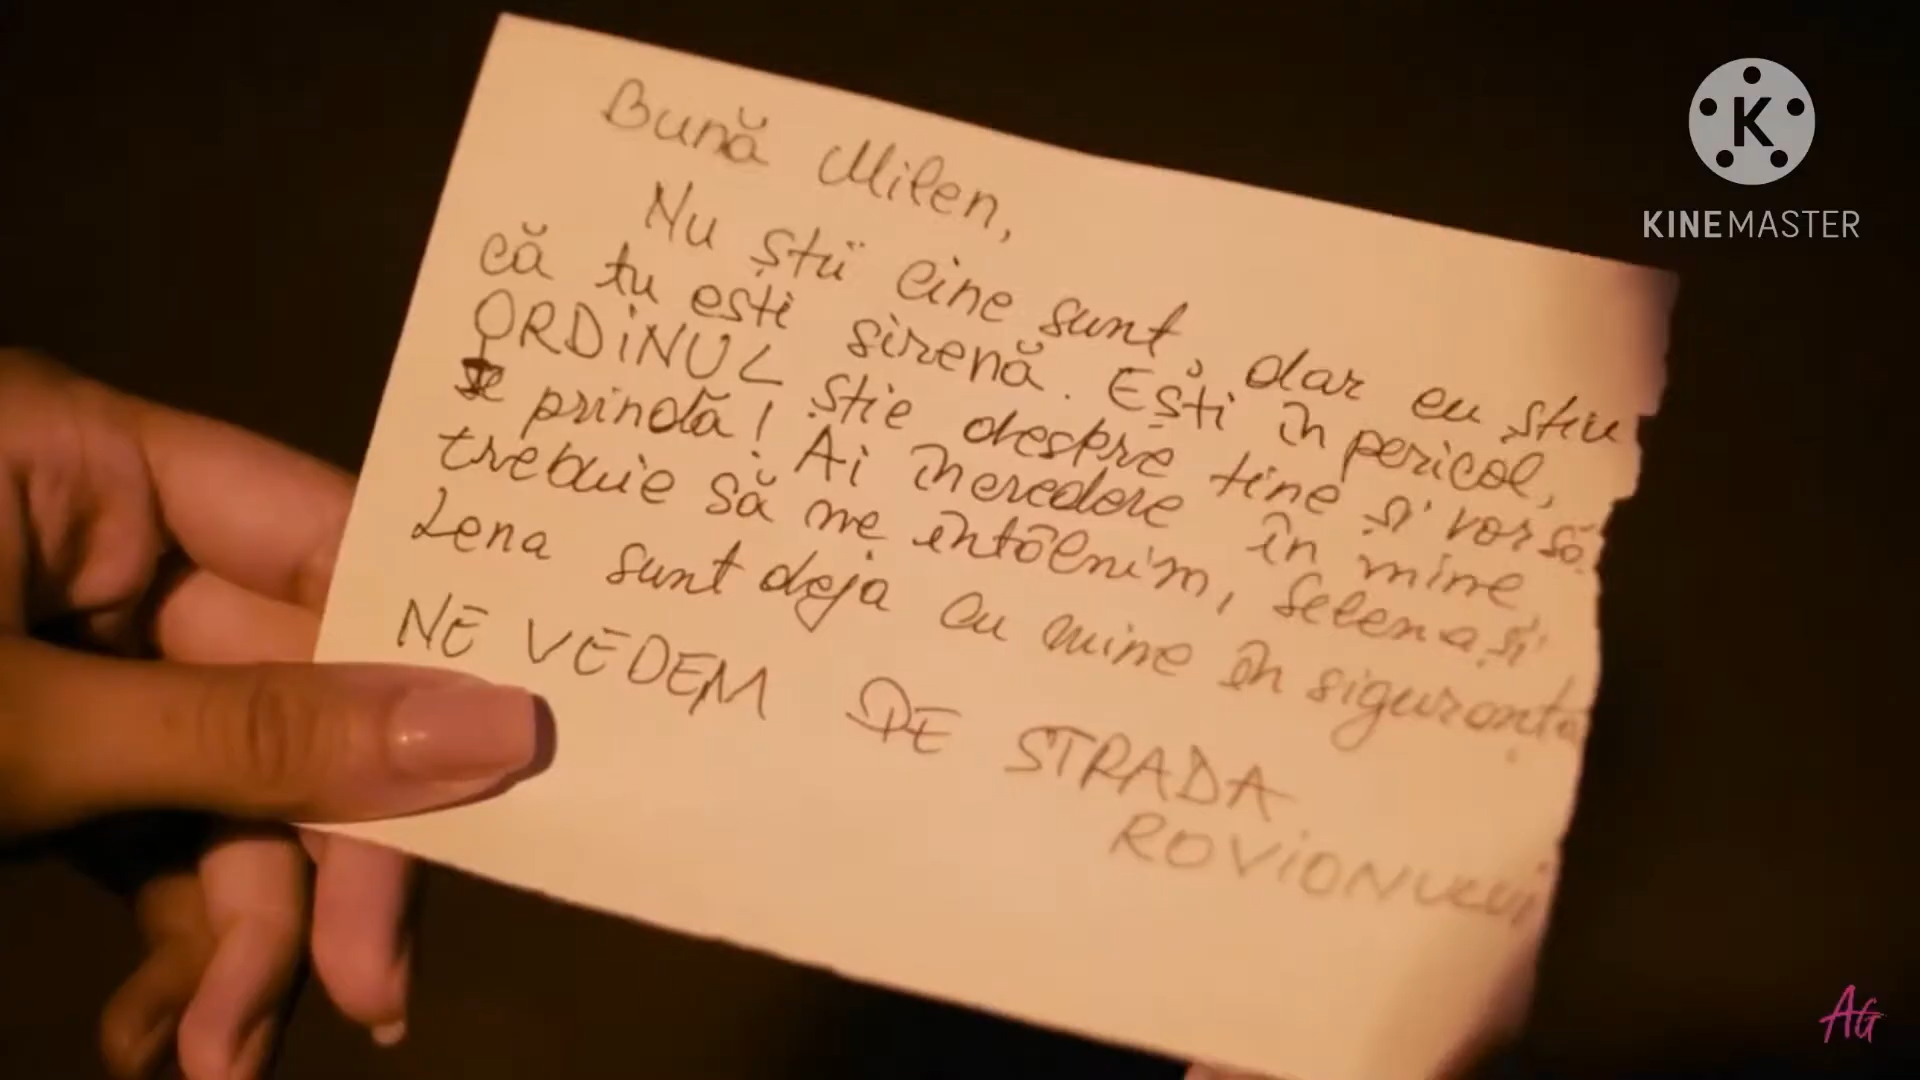 Bună Milen,
Nu știi cine sunt, dar eu știu
că tu ești sirenă. Ești în pericol,
ORDINUL știe despre tine și vor să
te prindă! Ai încredere în mine,
trebuie să ne întâlnim, Selena și
Lena sunt deja cu mine în siguranță
NE VEDEM PE STRADA
ROVIONULUI
KINEMASTER
AG